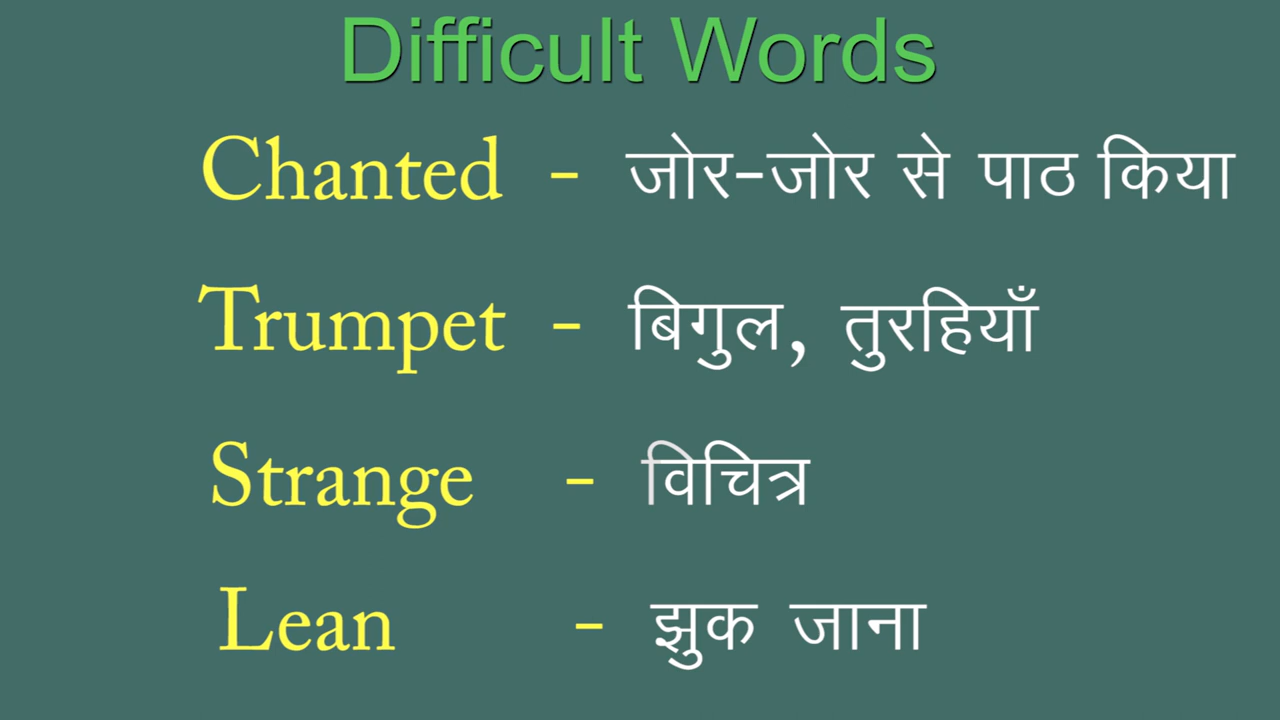 Difficult Words
Chanted - जोर-जोर से पाठ किया
Trumpet - बिगुल, तुरहियाँ
Strange - विचित्र
Lean - झुक जाना